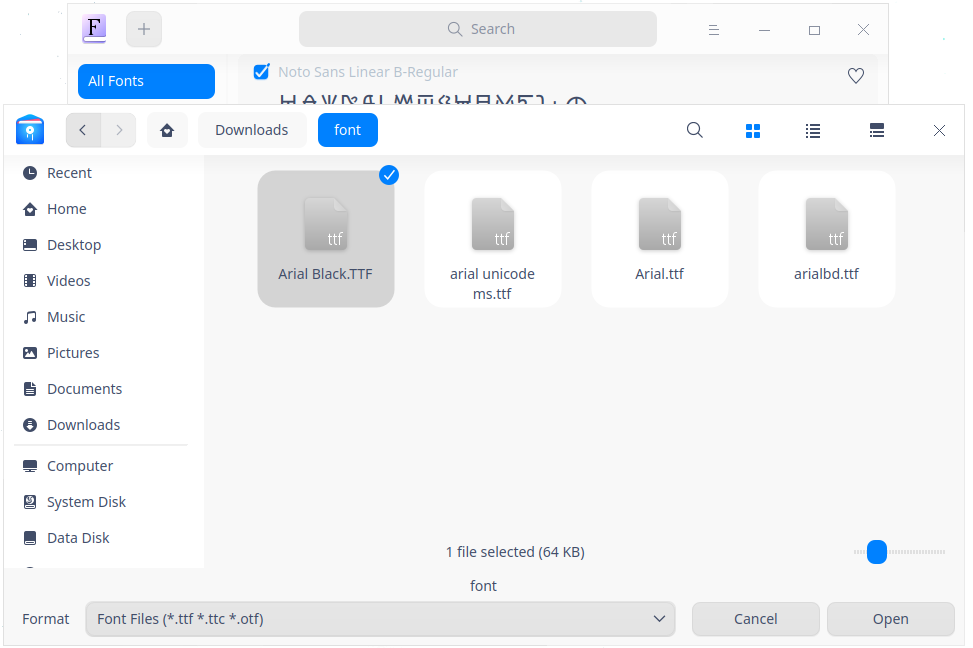 F
Search
All Fonts
Noto Sans Linear B-Regular
Downloads
font
Recent
Home
Desktop
Videos
Music
Pictures
Documents
Downloads
Computer
System Disk
Data Disk
ttf
Arial Black.TTF
ttf
arial unicode
ms.ttf
ttf
Arial.ttf
ttf
arialbd.ttf
1 file selected (64 KB)
font
Format
Font Files (*.ttf *.ttc *.otf)
Cancel
Open